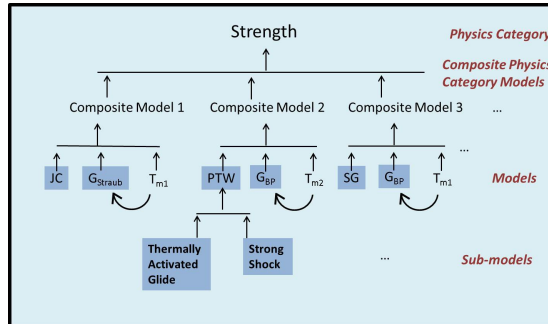 Strength
Physics Category
Composite Physics
Category Models
Composite Model 1
Composite Model 2
Composite Model 3
...
...
JC
GStraub
Tm1
PTW
GBP
Tm2
SG
GBP
Tm1
Models
Thermally
Activated
Glide
Strong
Shock
...
Sub-models